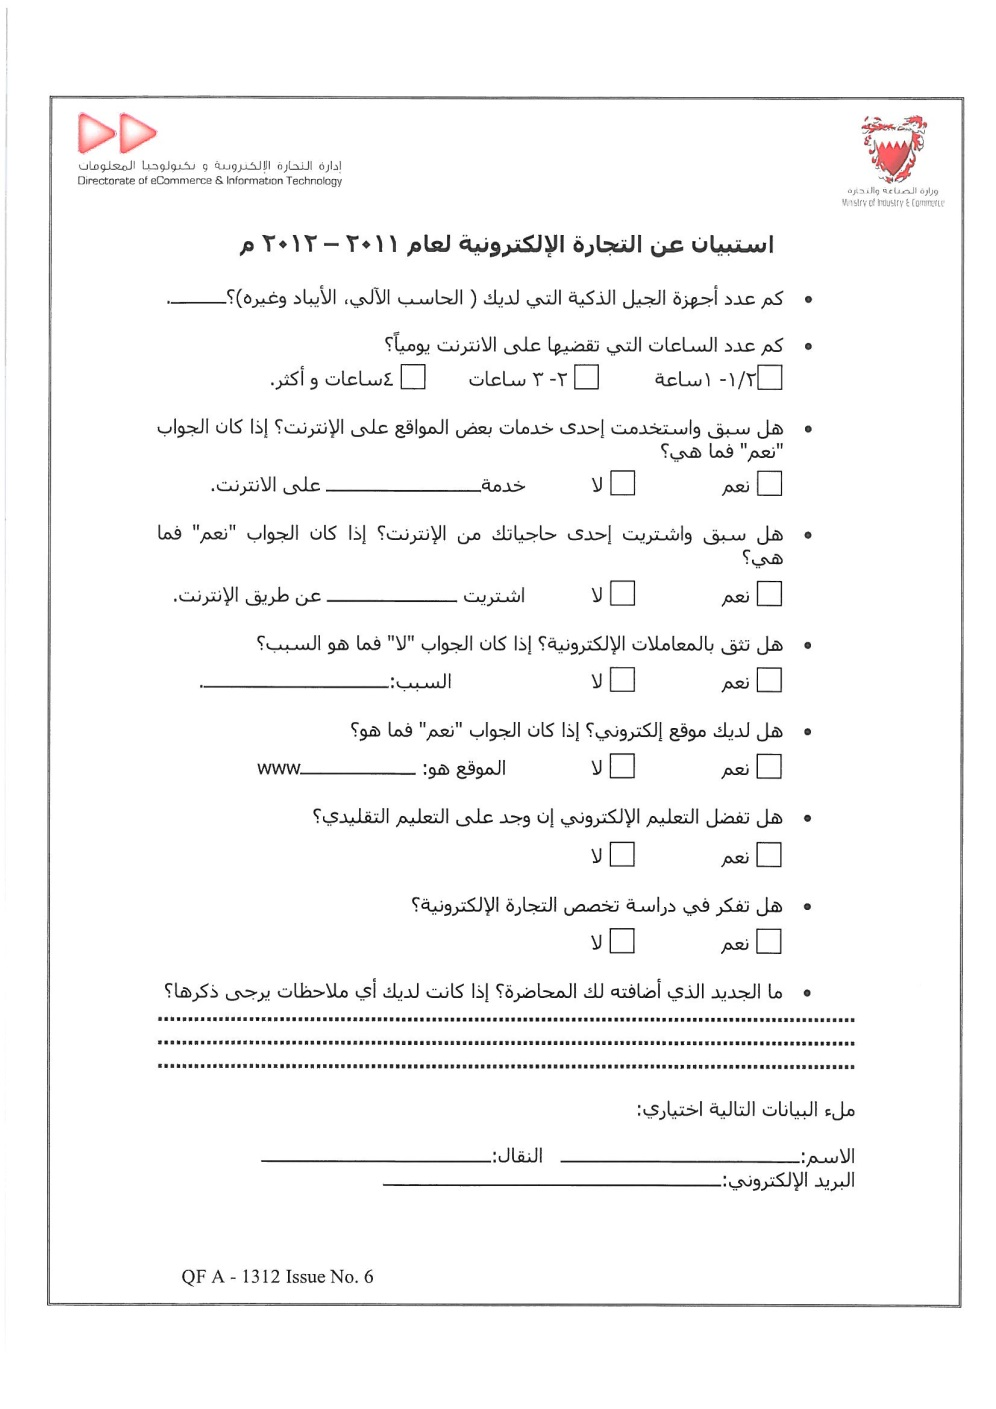 إدارة التجارة الإلكترونية و تكنولوجيا المعلومات
Directorate of eCommerce & Information Technology
وزارة الصناعة والتجارة
Ministry of Industry & Commerce
استبيان عن التجارة الإلكترونية لعام ٢٠١١ – ٢٠١٢ م
• كم عدد أجهزة الجيل الذكية التي لديك ( الحاسب الآلي، الأيباد وغيره)؟_____.
• كم عدد الساعات التي تقضيها على الانترنت يومياً؟
□ ١/٢- ١ساعة □ ٢- ٣ ساعات □ ٤ساعات و أكثر.
• هل سبق واستخدمت إحدى خدمات بعض المواقع على الإنترنت؟ إذا كان الجواب
"نعم" فما هي؟
□ نعم □ لا خدمة______________ على الانترنت.
• هل سبق واشتريت إحدى حاجياتك من الإنترنت؟ إذا كان الجواب "نعم" فما
هي؟
□ نعم □ لا اشتريت ____________ عن طريق الإنترنت.
• هل تثق بالمعاملات الإلكترونية؟ إذا كان الجواب "لا" فما هو السبب؟
□ نعم □ لا السبب:_________________.
• هل لديك موقع إلكتروني؟ إذا كان الجواب "نعم" فما هو؟
□ نعم □ لا الموقع هو: __________www
• هل تفضل التعليم الإلكتروني إن وجد على التعليم التقليدي؟
□ نعم □ لا
• هل تفكر في دراسة تخصص التجارة الإلكترونية؟
□ نعم □ لا
• ما الجديد الذي أضافته لك المحاضرة؟ إذا كانت لديك أي ملاحظات يرجى ذكرها؟
ملء البيانات التالية اختياري:
الاسم:______________________ النقال:_____________________
البريد الإلكتروني:_______________________________
QF A - 1312 Issue No. 6